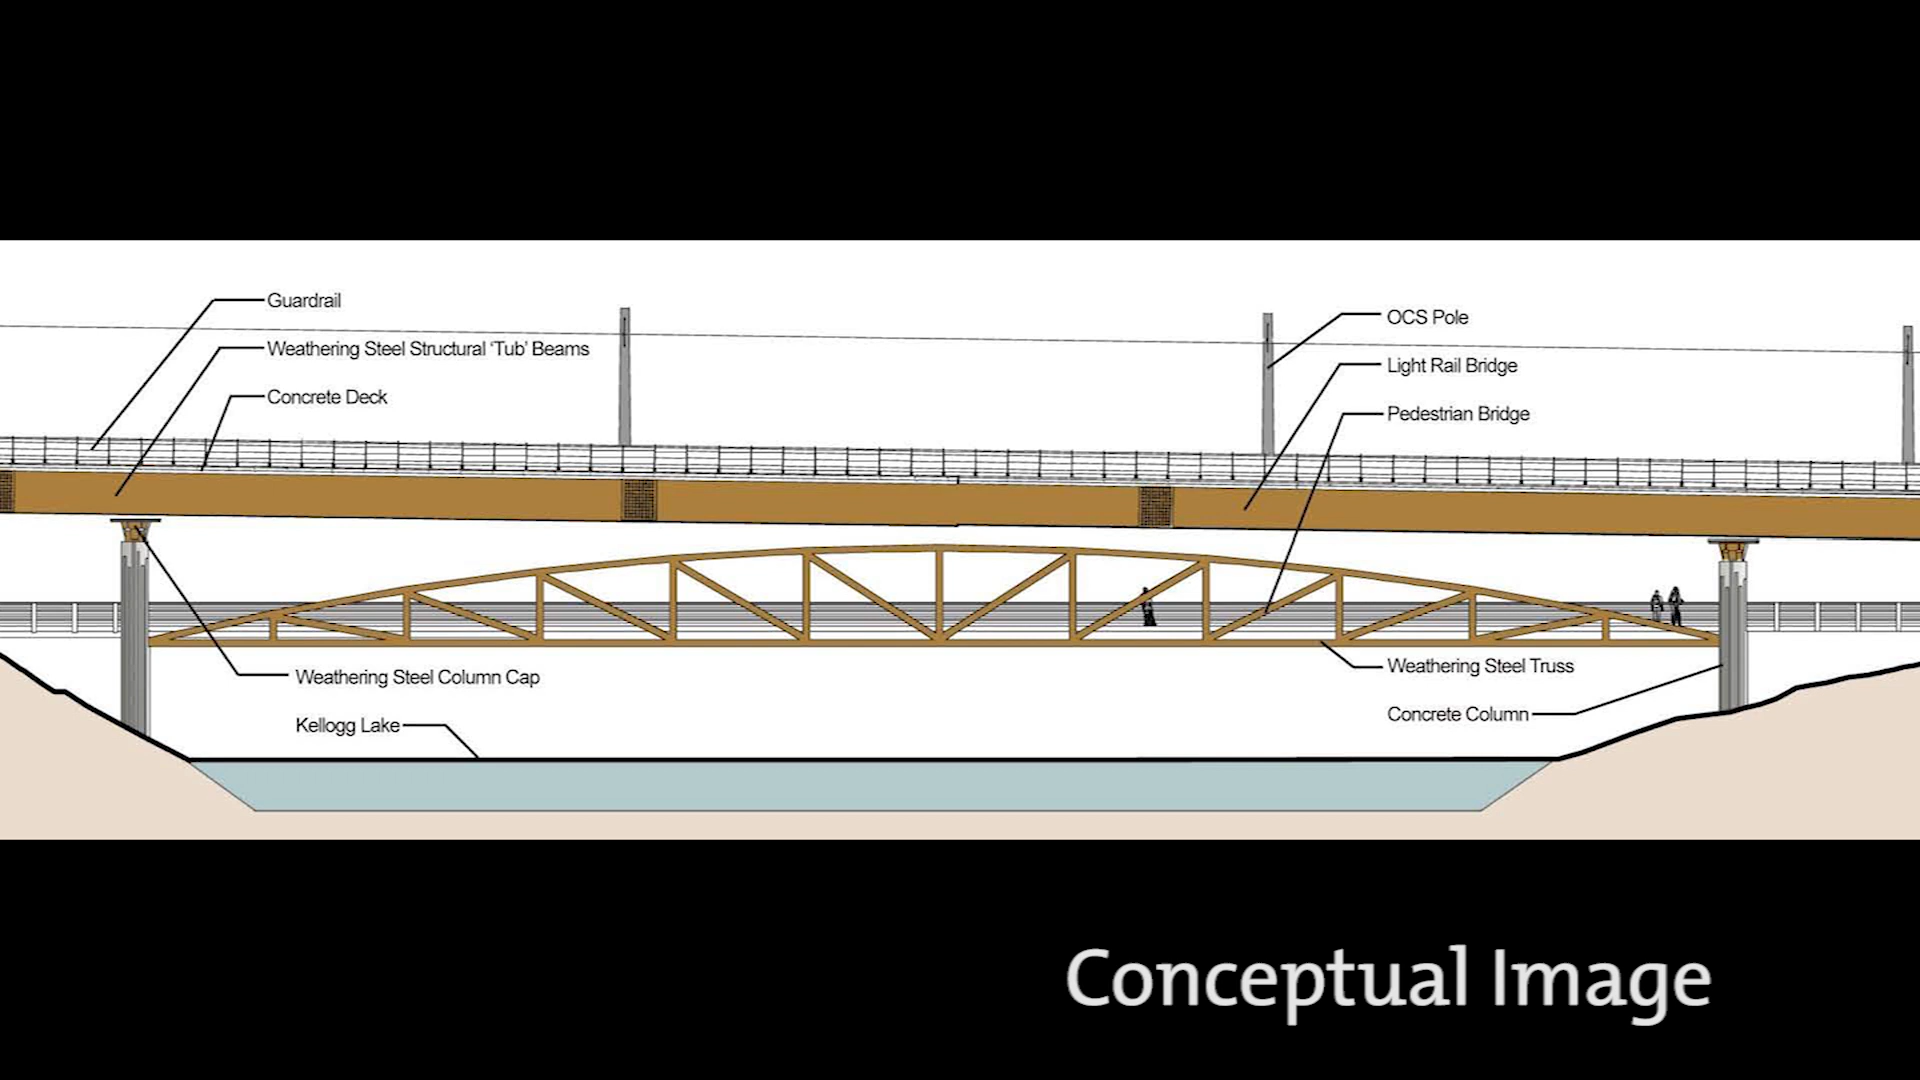 Guardrail
Weathering Steel Structural ‘Tub’ Beams
Concrete Deck
OCS Pole
Light Rail Bridge
Pedestrian Bridge
Weathering Steel Column Cap
Kellogg Lake
Weathering Steel Truss
Concrete Column
Conceptual Image